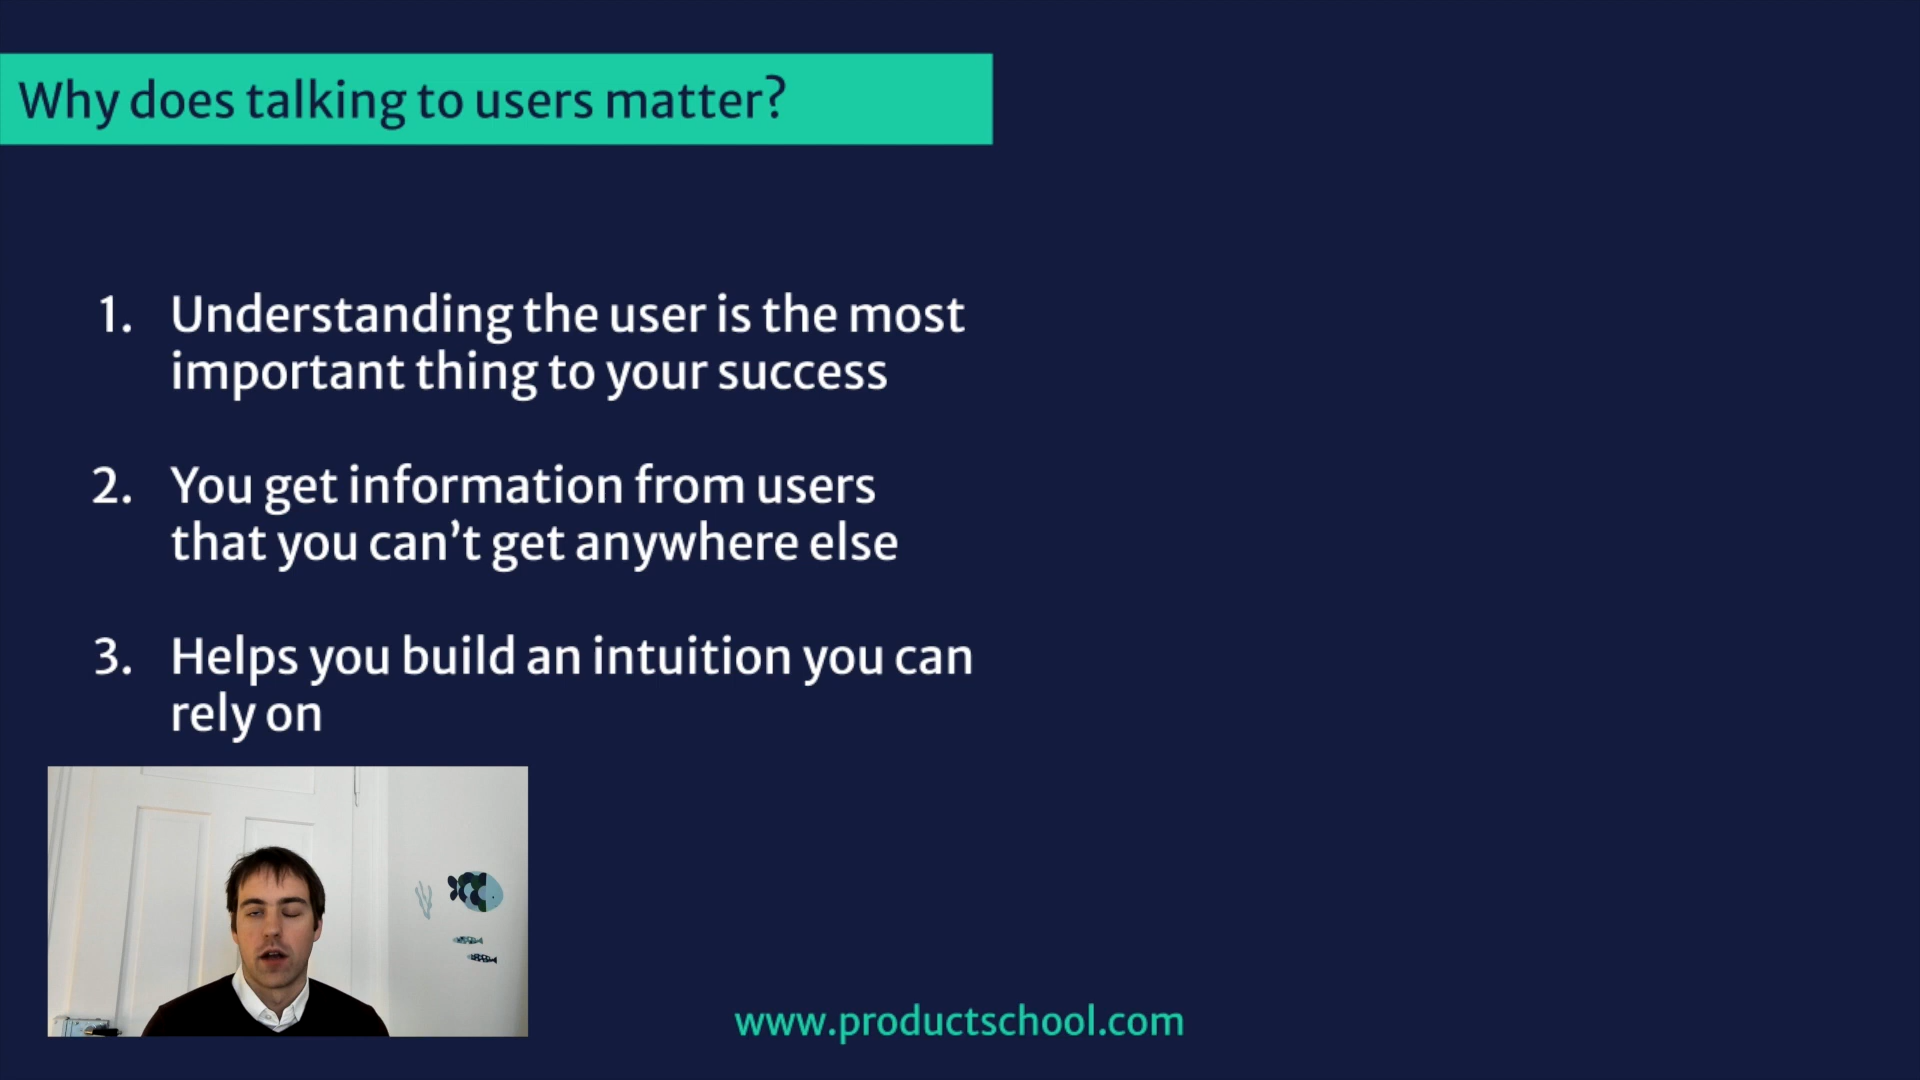 Why does talking to users matter?
1. Understanding the user is the most
important thing to your success
2. You get information from users
that you can’t get anywhere else
3. Helps you build an intuition you can
rely on
www.productschool.com